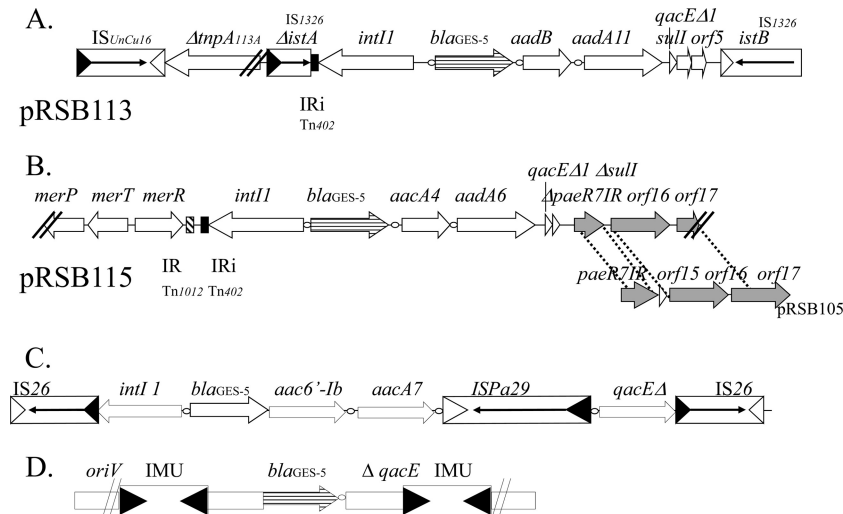 A.
IS1326 qacEΔ1 IS1326
ISUnCu16 ΔtnpA113A ΔistA intI1 blaGES-5 aadB aadA11 sulI orf5 istB
pRSB113
IRi
Tn402
B.
qacEΔ1 ΔsulI
merP merT merR intI1 blaGES-5 aacA4 aadA6 ΔpaeR7IR orf16 orf17
pRSB115
IR IRi
Tn1012 Tn402
paeR7IR orf15 orf16 orf17
pRSB105
C.
IS26 intI 1 blaGES-5 aac6'-Ib aacA7 ISPa29 qacEΔ IS26
D.
oriV IMU blaGES-5 Δ qacE IMU